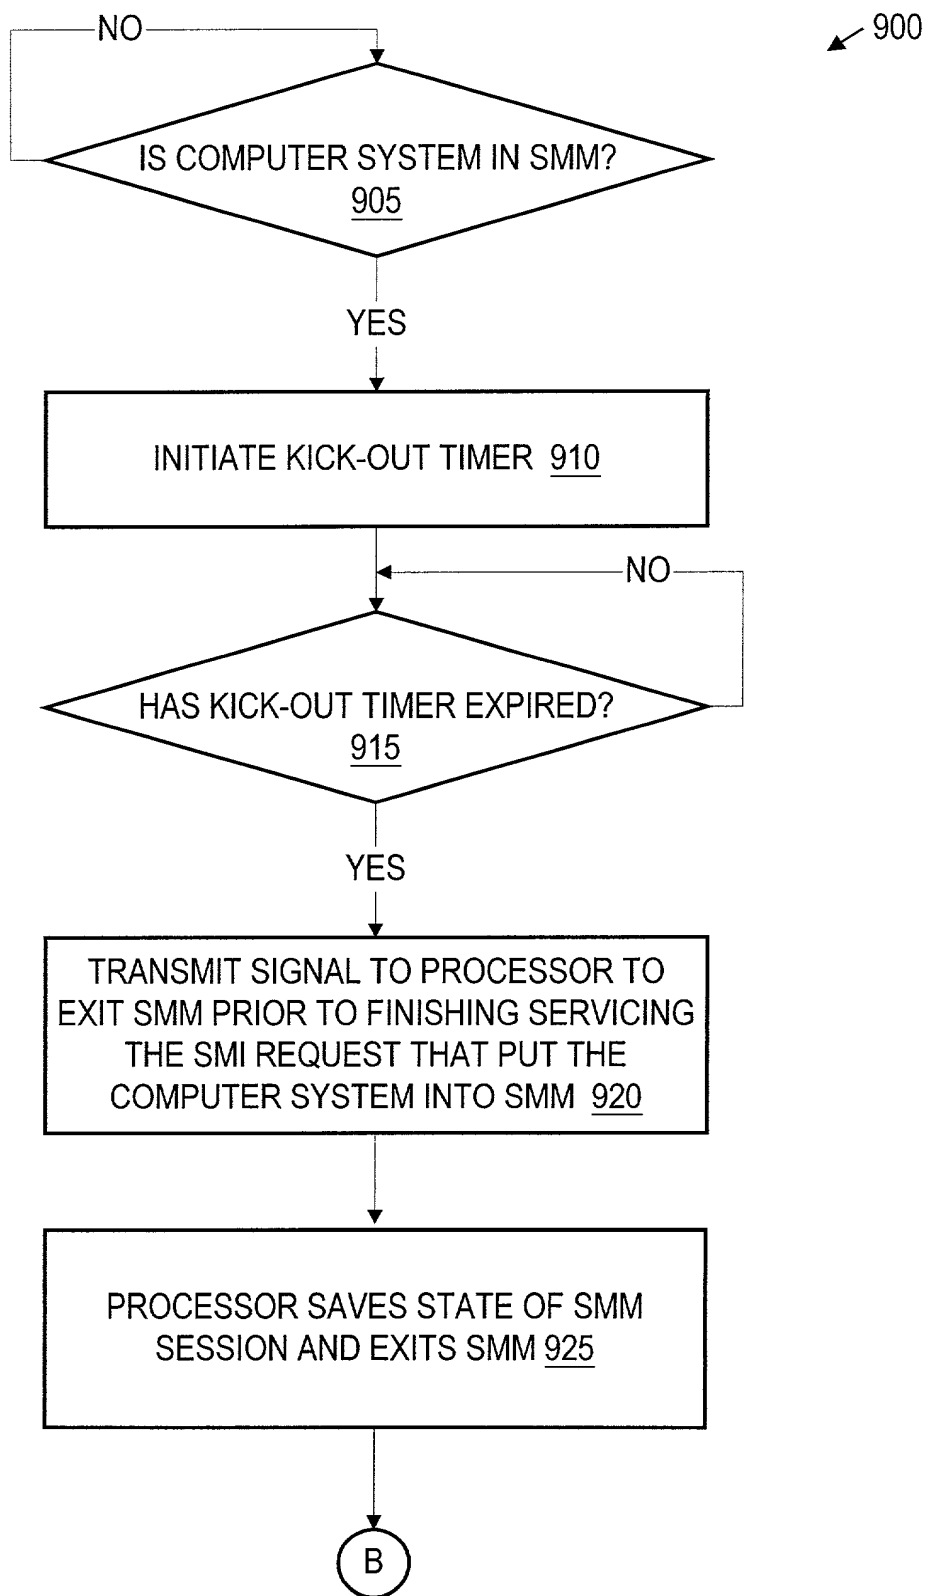 NO
900
IS COMPUTER SYSTEM IN SMM?
905
YES
INITIATE KICK-OUT TIMER 910
NO
HAS KICK-OUT TIMER EXPIRED?
915
YES
TRANSMIT SIGNAL TO PROCESSOR TO
EXIT SMM PRIOR TO FINISHING SERVICING
THE SMI REQUEST THAT PUT THE
COMPUTER SYSTEM INTO SMM 920
PROCESSOR SAVES STATE OF SMM
SESSION AND EXITS SMM 925
B